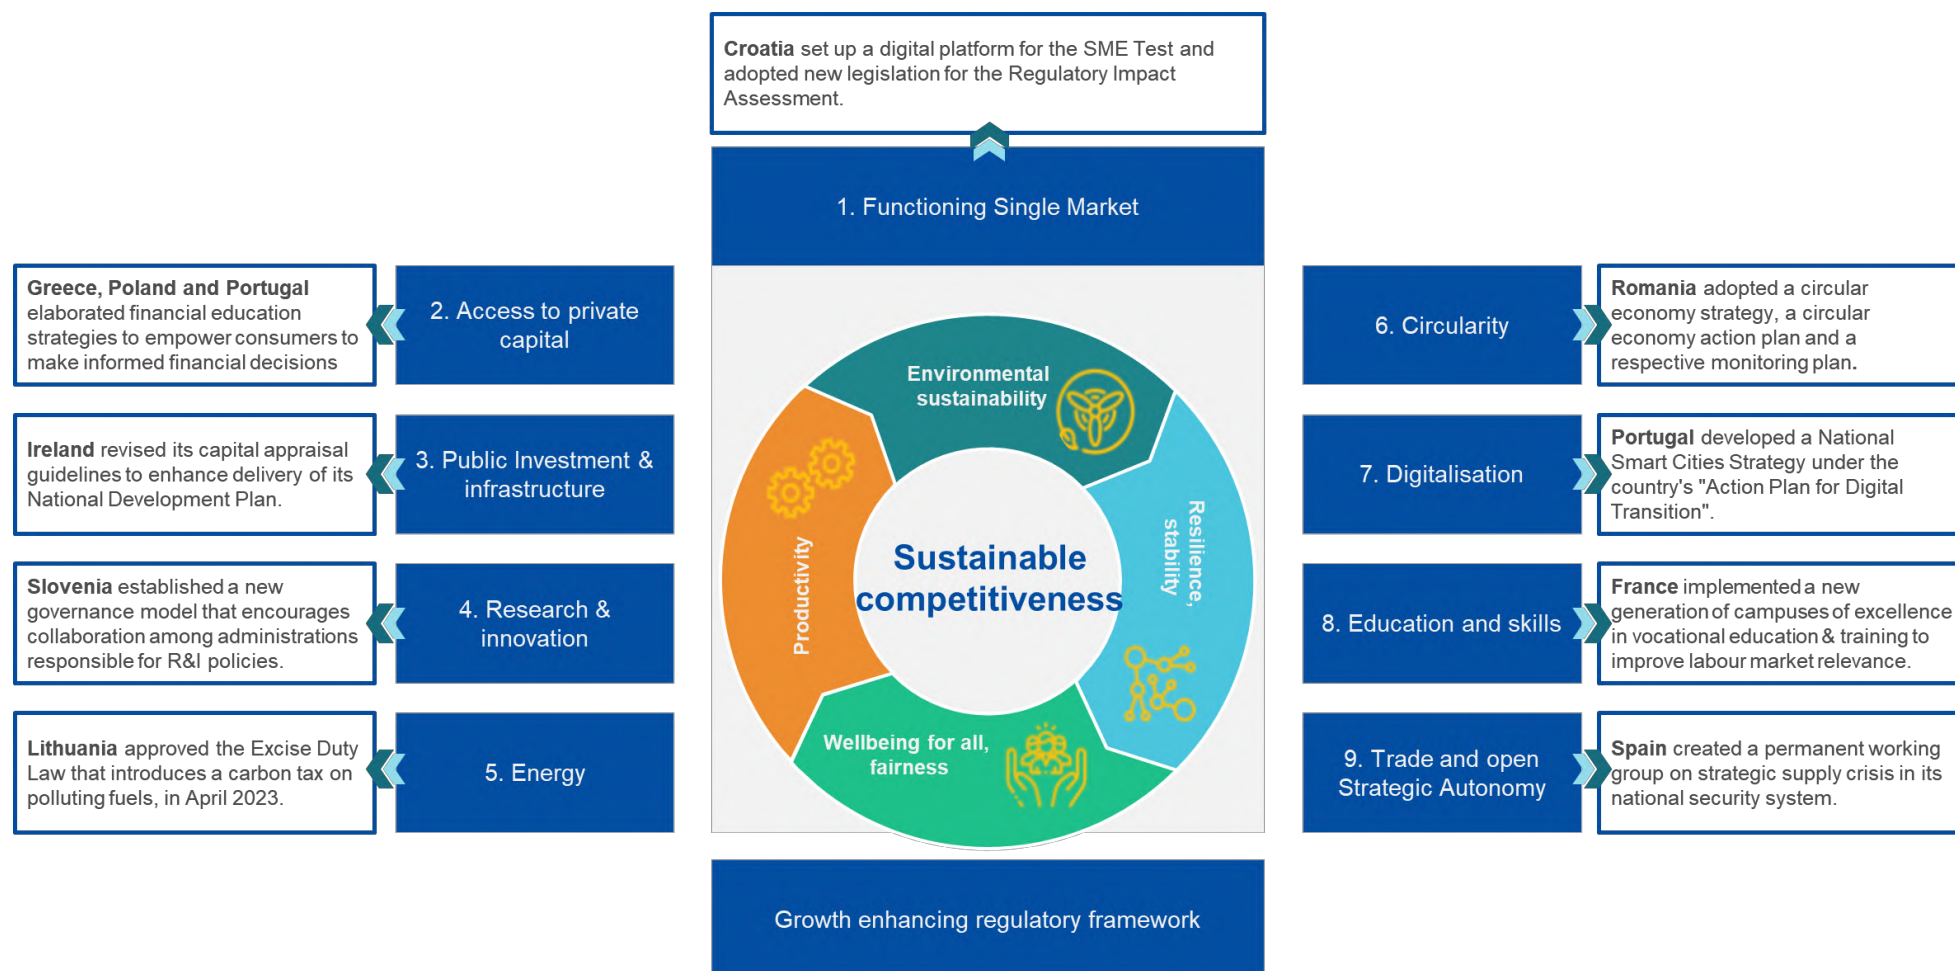 Croatia set up a digital platform for the SME Test and
adopted new legislation for the Regulatory Impact
Assessment.
1. Functioning Single Market
Greece, Poland and Portugal
elaborated financial education
strategies to empower consumers to
make informed financial decisions
2. Access to private
capital
Ireland revised its capital appraisal
guidelines to enhance delivery of its
National Development Plan.
3. Public Investment &
infrastructure
Slovenia established a new
governance model that encourages
collaboration among administrations
responsible for R&I policies.
4. Research &
innovation
Lithuania approved the Excise Duty
Law that introduces a carbon tax on
polluting fuels, in April 2023.
5. Energy
Environmental
sustainability
Resilience,
stability
Productivity
Sustainable
competitiveness
Wellbeing for all,
fairness
6. Circularity
Romania adopted a circular
economy strategy, a circular
economy action plan and a
respective monitoring plan.
7. Digitalisation
Portugal developed a National
Smart Cities Strategy under the
country's "Action Plan for Digital
Transition".
8. Education and skills
France implemented a new
generation of campuses of excellence
in vocational education & training to
improve labour market relevance.
9. Trade and open
Strategic Autonomy
Spain created a permanent working
group on strategic supply crisis in its
national security system.
Growth enhancing regulatory framework